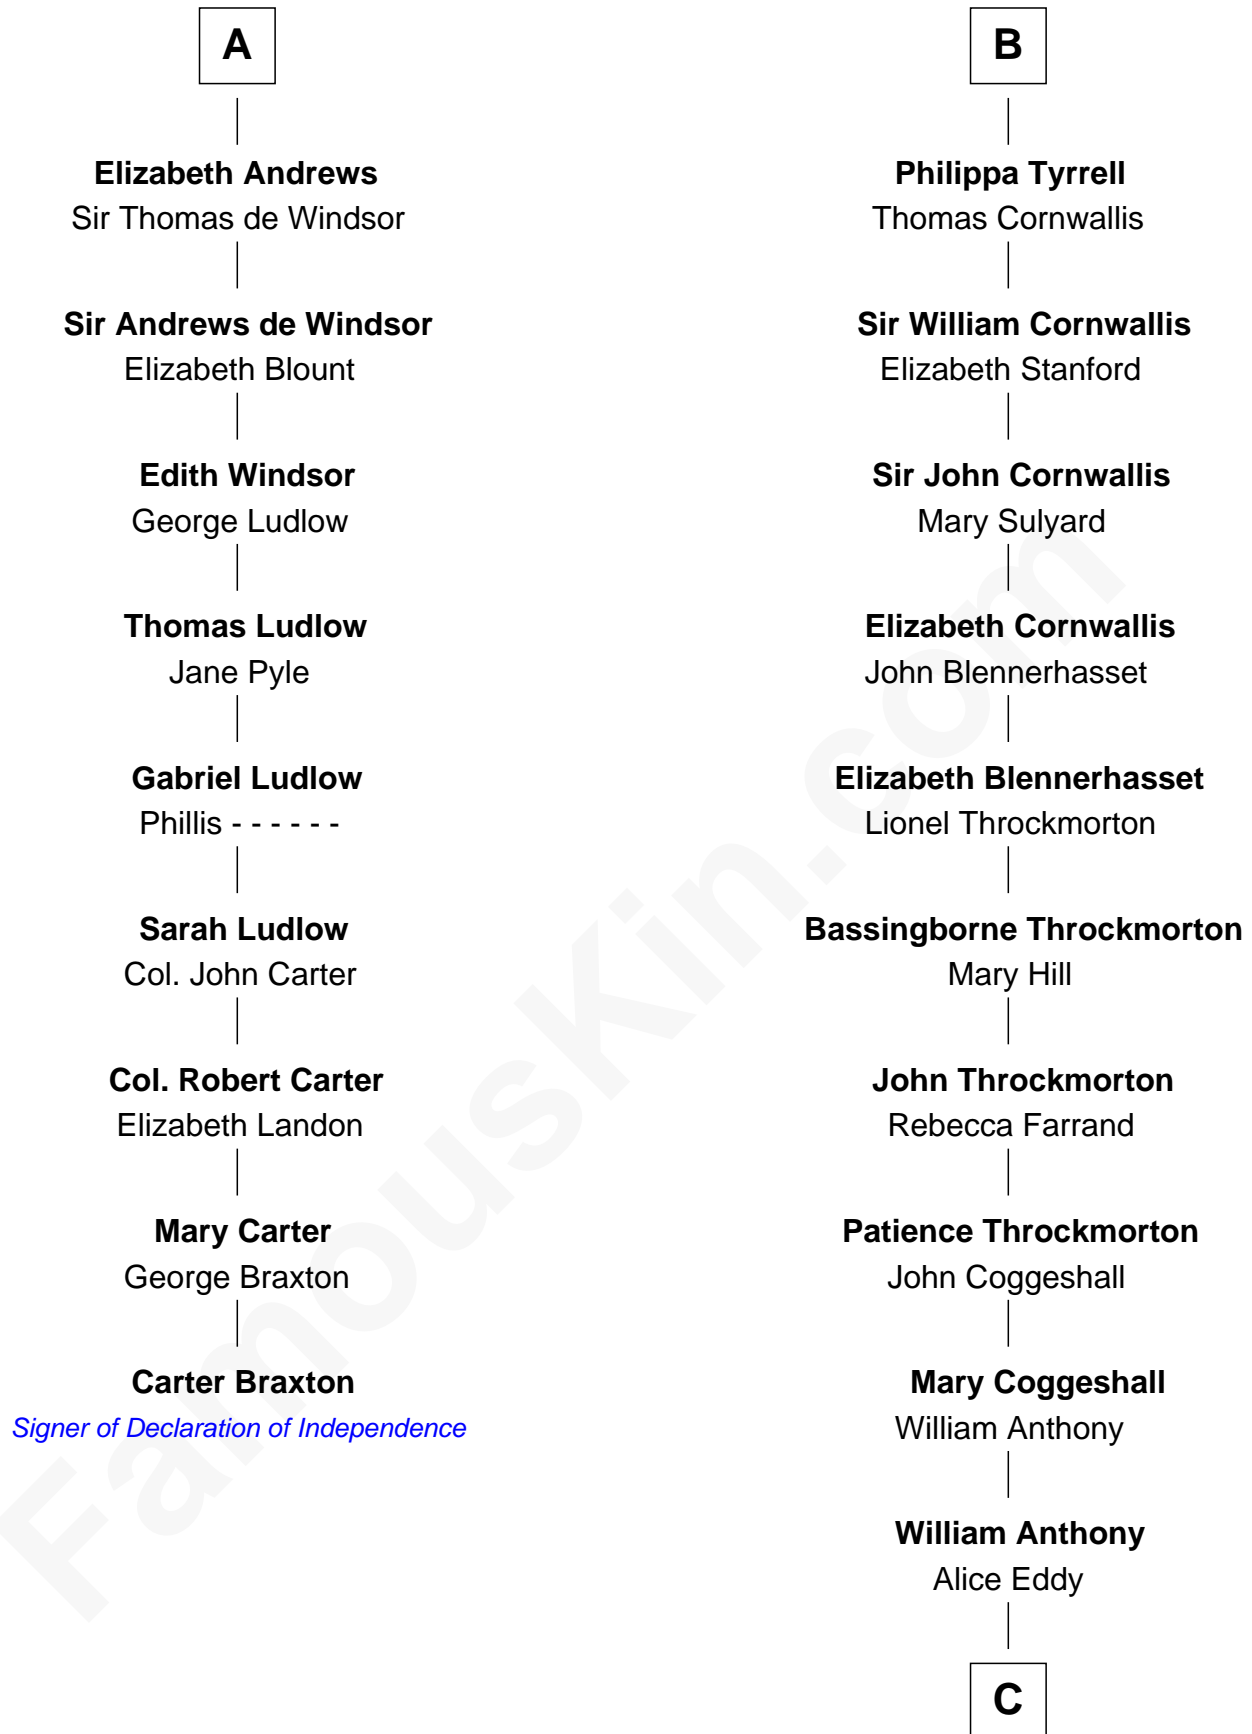 A
Elizabeth Andrews
Sir Thomas de Windsor
Sir Andrews de Windsor
Elizabeth Blount
Edith Windsor
George Ludlow
Thomas Ludlow
Jane Pyle
Gabriel Ludlow
Phillis - - - - - -
Sarah Ludlow
Col. John Carter
Col. Robert Carter
Elizabeth Landon
Mary Carter
George Braxton
Carter Braxton
Signer of Declaration of Independence
B
Philippa Tyrrell
Thomas Cornwallis
Sir William Cornwallis
Elizabeth Stanford
Sir John Cornwallis
Mary Sulyard
Elizabeth Cornwallis
John Blennerhasset
Elizabeth Blennerhasset
Lionel Throckmorton
Bassingborne Throckmorton
Mary Hill
John Throckmorton
Rebecca Farrand
Patience Throckmorton
John Coggeshall
Mary Coggeshall
William Anthony
William Anthony
Alice Eddy
C
FamousKin.com